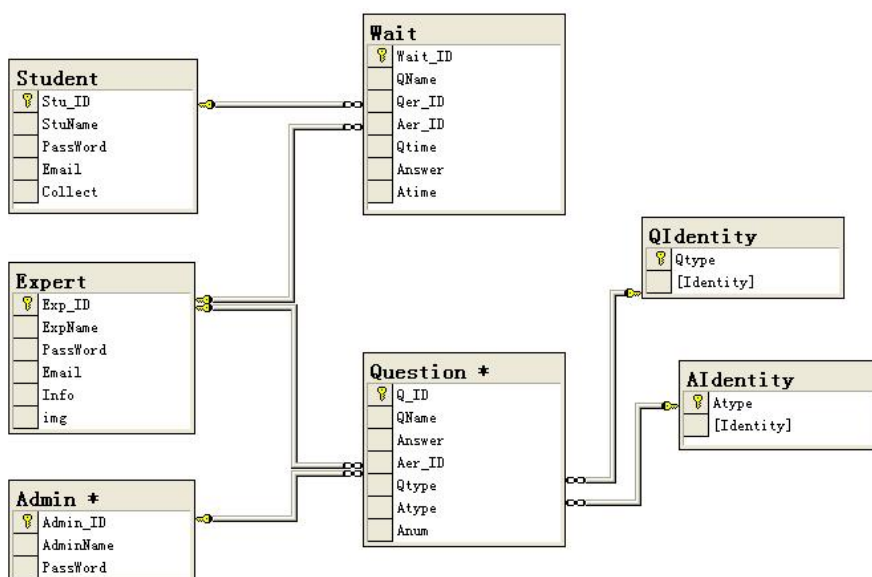 Student
Stu_ID
StuName
PassWord
Email
Collect
Wait
Wait_ID
QName
Qer_ID
Aer_ID
Qtime
Answer
Atime
Expert
Exp_ID
ExpName
PassWord
Email
Info
img
QIdentity
Qtype
[Identity]
Question *
Q_ID
QName
Answer
Aer_ID
Qtype
Atype
Anum
AIdentity
Atype
[Identity]
Admin *
Admin_ID
AdminName
PassWord